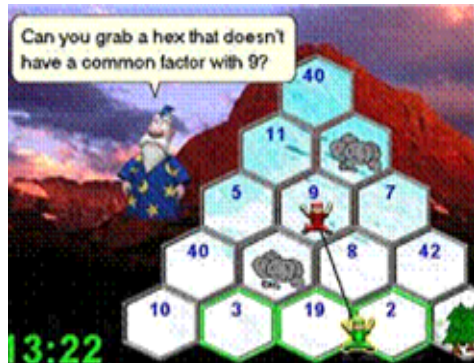 Can you grab a hex that doesn't
have a common factor with 9?
40
11
5 9 7
40 8 42
10 3 19 2
13:22